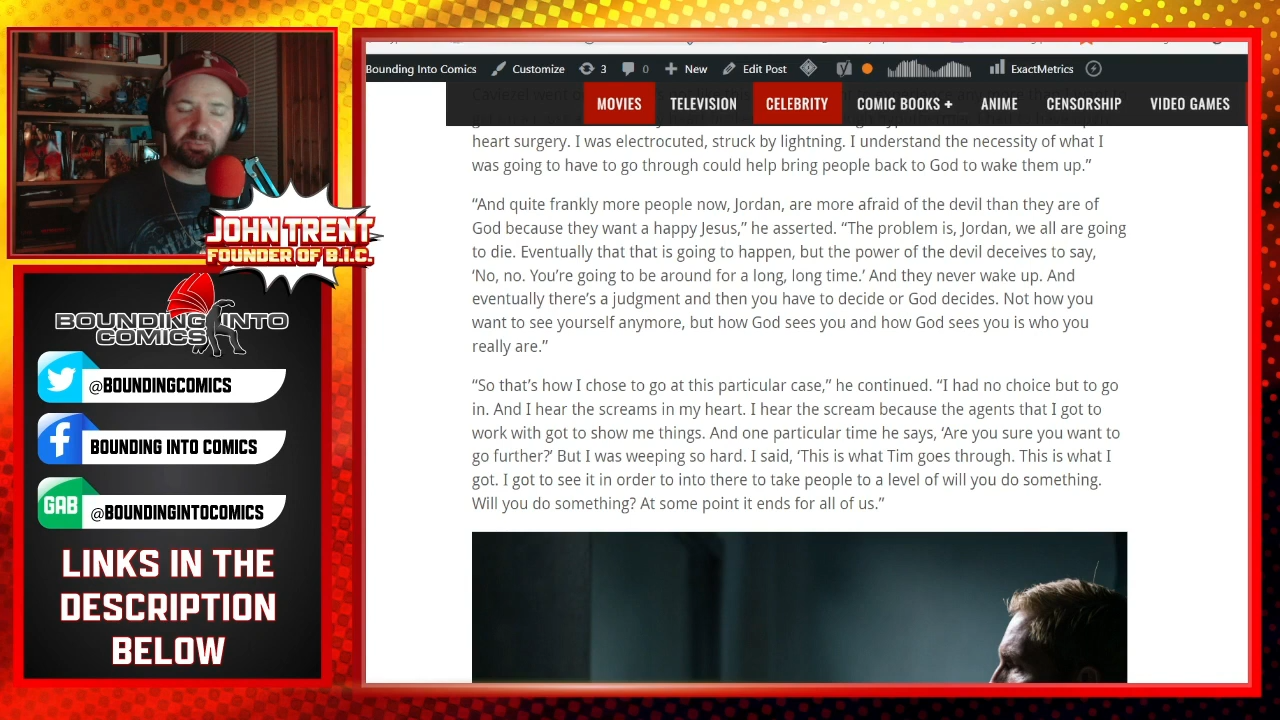 JOHN TRENT
FOUNDER OF B.I.C.
BOUNDING INTO
COMICS
@BOUNDINGCOMICS
BOUNDING INTO COMICS
GAB
@BOUNDINGINTOCOMICS
LINKS IN THE
DESCRIPTION
BELOW
Bounding Into Comics Customize 3 0 New Edit Post ExactMetrics
MOVIES TELEVISION CELEBRITY COMIC BOOKS + ANIME CENSORSHIP VIDEO GAMES
heart surgery. I was electrocuted, struck by lightning. I understand the necessity of what I
was going to have to go through could help bring people back to God to wake them up.”
“And quite frankly more people now, Jordan, are more afraid of the devil than they are of
God because they want a happy Jesus,” he asserted. “The problem is, Jordan, we all are going
to die. Eventually that that is going to happen, but the power of the devil deceives to say,
‘No, no. You’re going to be around for a long, long time.’ And they never wake up. And
eventually there’s a judgment and then you have to decide or God decides. Not how you
want to see yourself anymore, but how God sees you and how God sees you is who you
really are.”
“So that’s how I chose to go at this particular case,” he continued. “I had no choice but to go
in. And I hear the screams in my heart. I hear the scream because the agents that I got to
work with got to show me things. And one particular time he says, ‘Are you sure you want to
go further?’ But I was weeping so hard. I said, ‘This is what Tim goes through. This is what I
got. I got to see it in order to into there to take people to a level of will you do something.
Will you do something? At some point it ends for all of us.”